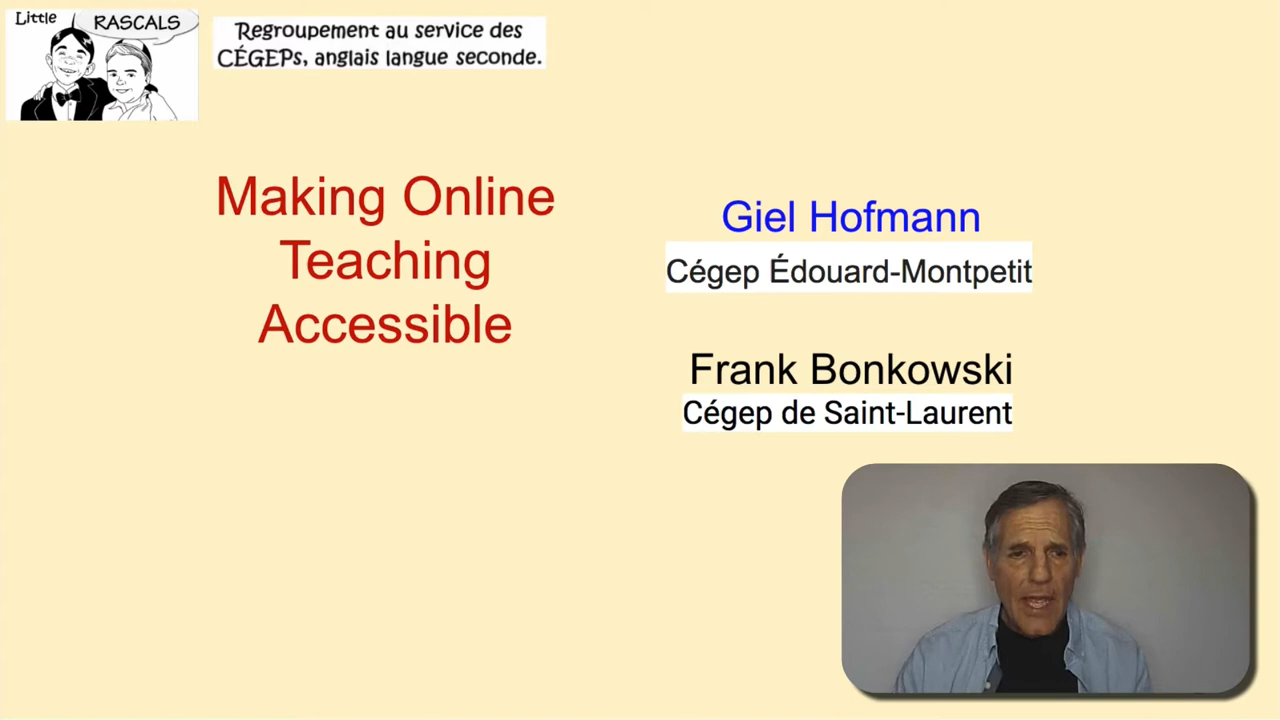 Little
RASCALS
Regroupement au service des
CÉGEPs, anglais langue seconde.
Making Online
Teaching
Accessible
Giel Hofmann
Cégep Édouard-Montpetit
Frank Bonkowski
Cégep de Saint-Laurent